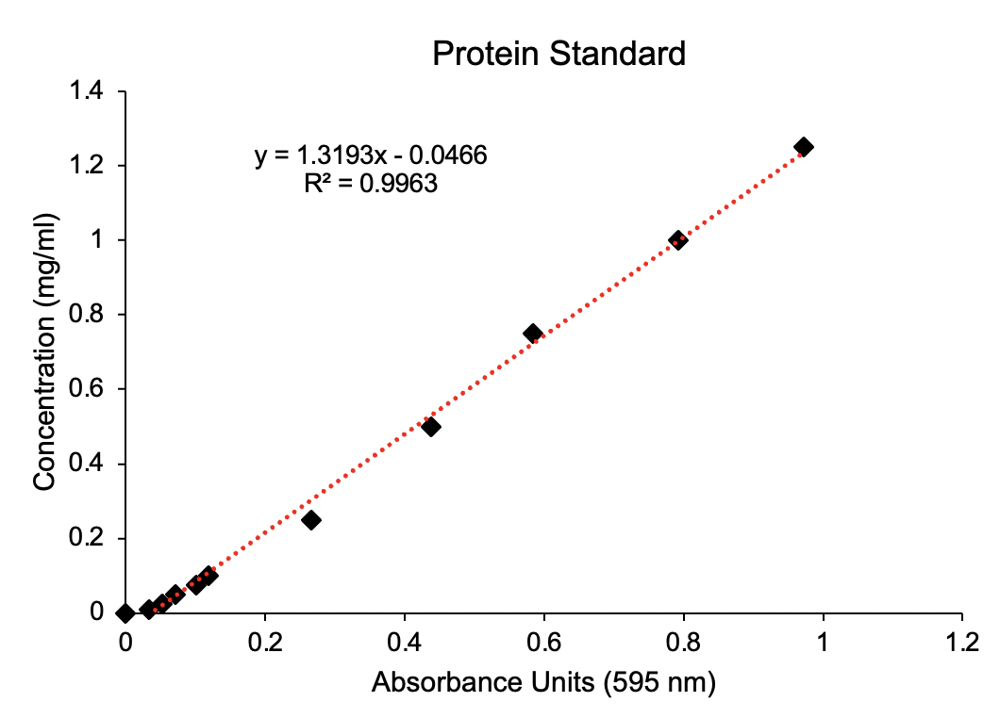 Protein Standard
1.4
y = 1.3193x - 0.0466
R² = 0.9963
1.2
1
0.8
0.6
0.4
0.2
0
Concentration (mg/ml)
0 0.2 0.4 0.6 0.8 1 1.2
Absorbance Units (595 nm)